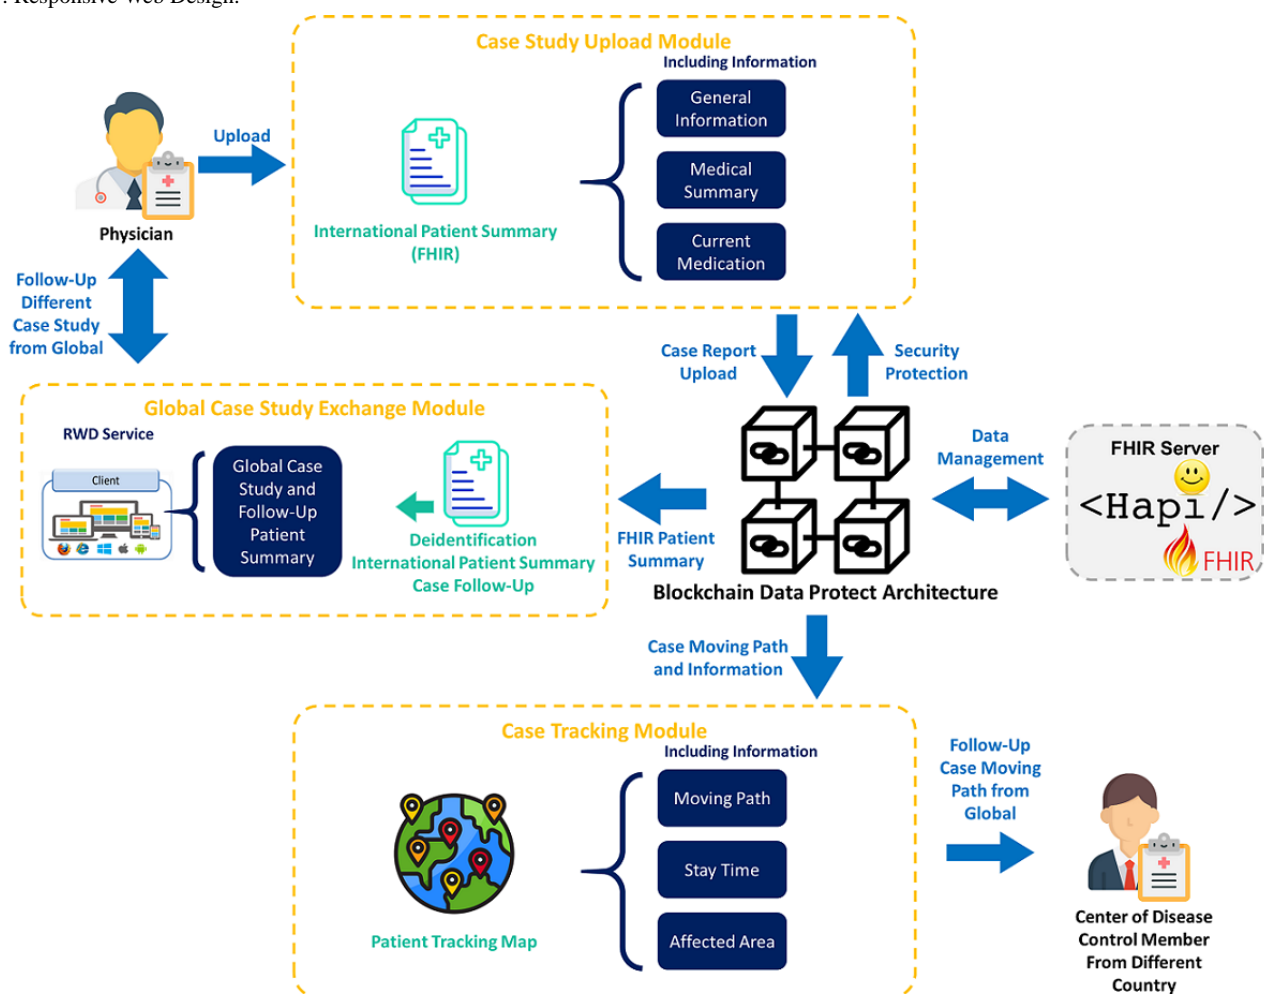 : Responsive Web Design.
Case Study Upload Module
Including Information
General
Information
Medical
Summary
Current
Medication
International Patient Summary
(FHIR)
Upload
Physician
Follow-Up
Different
Case Study
from Global
Case Report
Upload
Security
Protection
Global Case Study Exchange Module
RWD Service
Client
Global Case
Study and
Follow-Up
Patient
Summary
Deidentification
International Patient Summary
Case Follow-Up
FHIR Patient
Summary
Blockchain Data Protect Architecture
Data
Management
FHIR Server
<Hapi/>
FHIR
Case Moving Path
and Information
Case Tracking Module
Including Information
Moving Path
Stay Time
Affected Area
Patient Tracking Map
Follow-Up
Case Moving
Path from
Global
Center of Disease
Control Member
From Different
Country